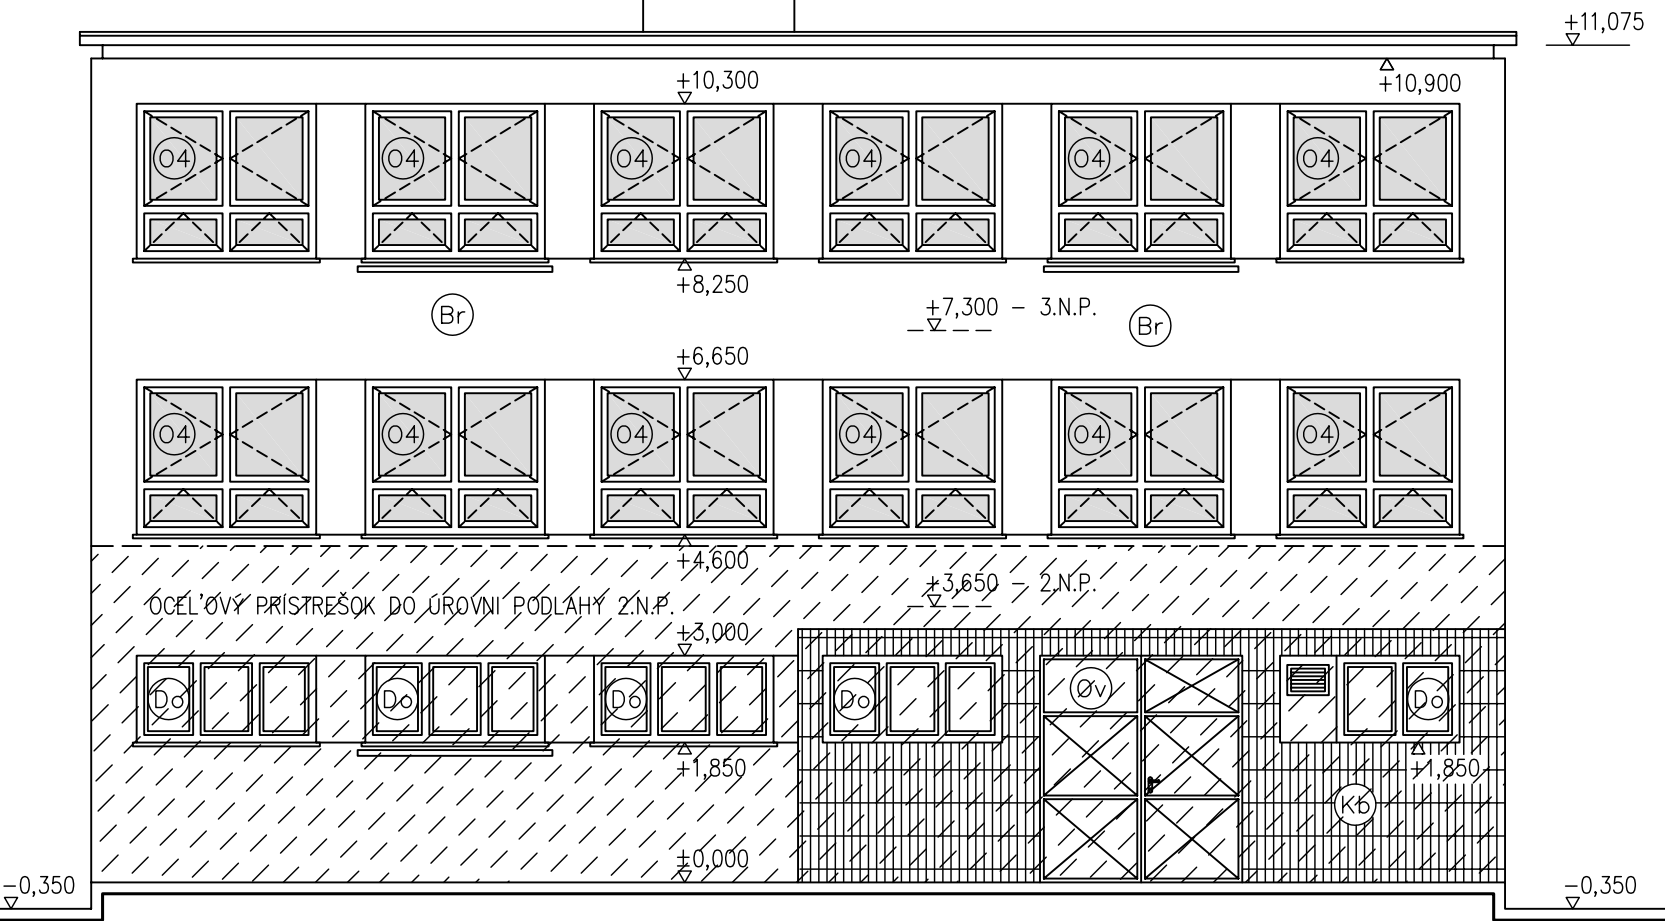 +11,075
+10,300
+10,900
O4 O4 O4 O4 O4 O4
+8,250
+7,300 - 3.N.P.
Br Br
+6,650
O4 O4 O4 O4 O4 O4
+4,600
+3,650 - 2.N.P.
OCEĽOVÝ PRÍSTREŠOK DO ÚROVNI PODLAHY 2.N.P.
+3,000
Do Do Do Do Øv Do
+1,850 +1,850
Kb
±0,000
-0,350 -0,350